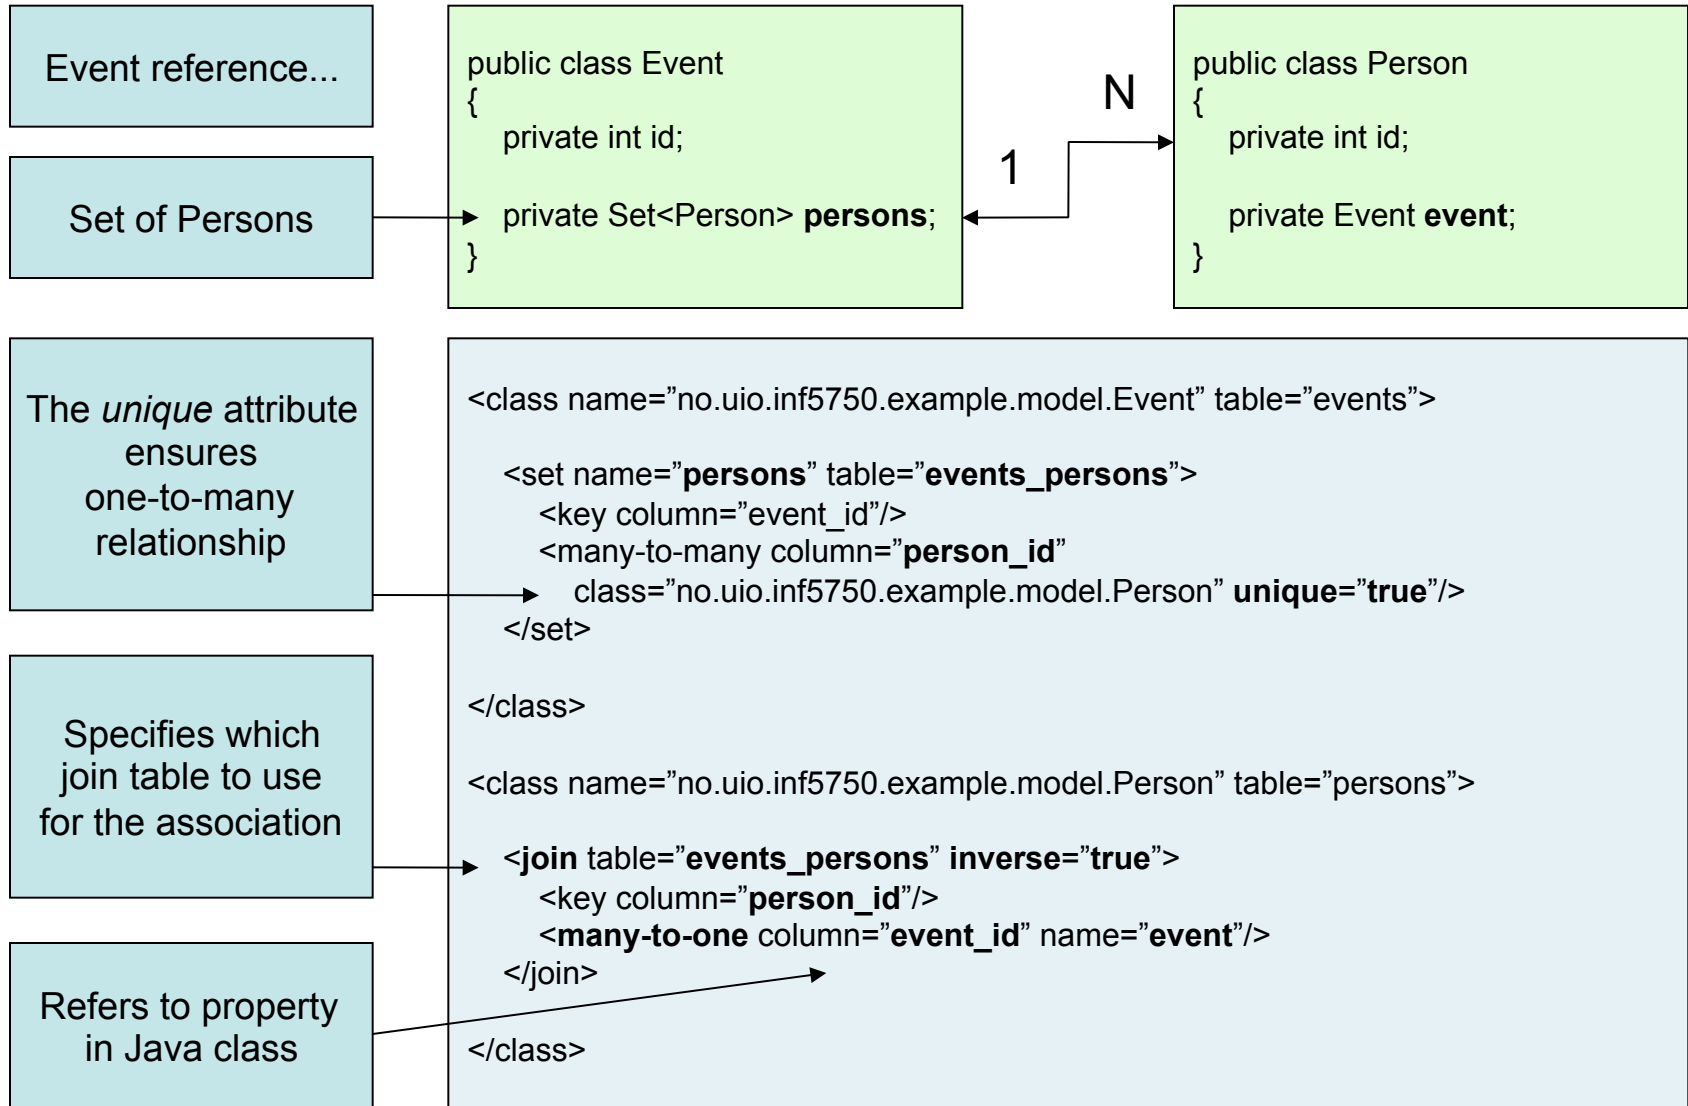 Event reference...
Set of Persons
public class Event
{
private int id;
private Set<Person> persons;
}
1
N
public class Person
{
private int id;
private Event event;
}
The unique attribute
ensures
one-to-many
relationship
Specifies which
join table to use
for the association
Refers to property
in Java class
<class name=”no.uio.inf5750.example.model.Event” table=”events”>
<set name=”persons” table=”events_persons”>
<key column=”event_id”/>
<many-to-many column=”person_id”
class=”no.uio.inf5750.example.model.Person” unique=”true”/>
</set>
</class>
<class name=”no.uio.inf5750.example.model.Person” table=”persons”>
<join table=”events_persons” inverse=”true”>
<key column=”person_id”/>
<many-to-one column=”event_id” name=”event”/>
</join>
</class>